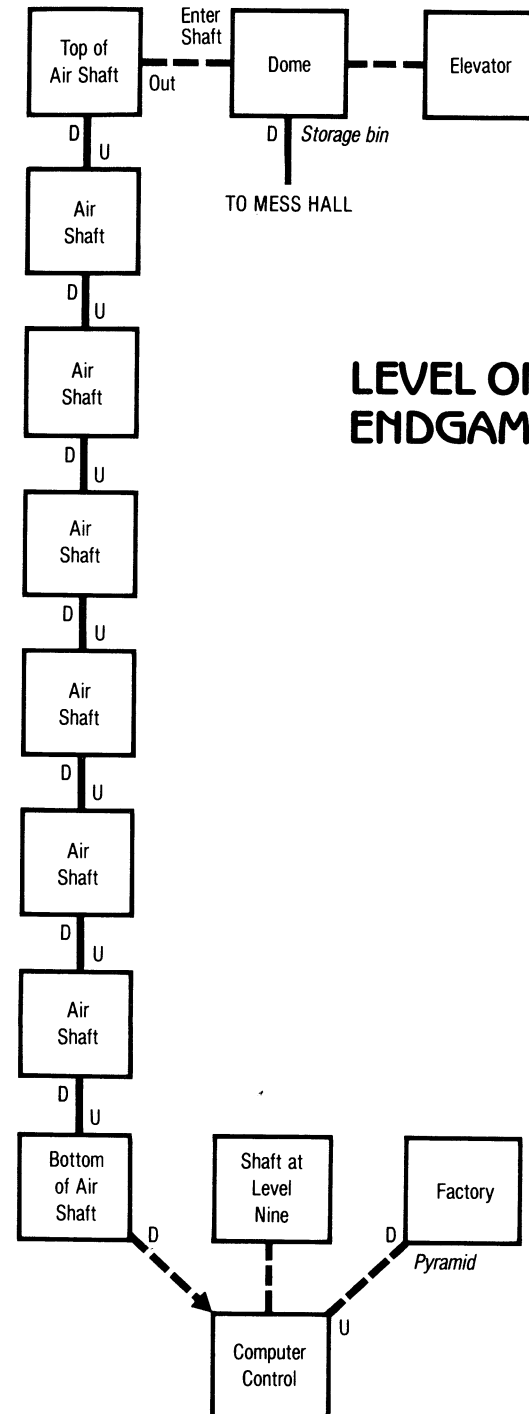 Top of
Air Shaft
Enter
Shaft
Out
Dome
Elevator
D
U
D
Storage bin
TO MESS HALL
Air
Shaft
D
U
Air
Shaft
LEVEL
ENDGAM
D
U
Air
Shaft
D
U
Air
Shaft
D
U
Air
Shaft
D
U
Air
Shaft
D
U
Bottom
of Air
Shaft
Shaft at
Level
Nine
Factory
D
D
Pyramid
U
Computer
Control